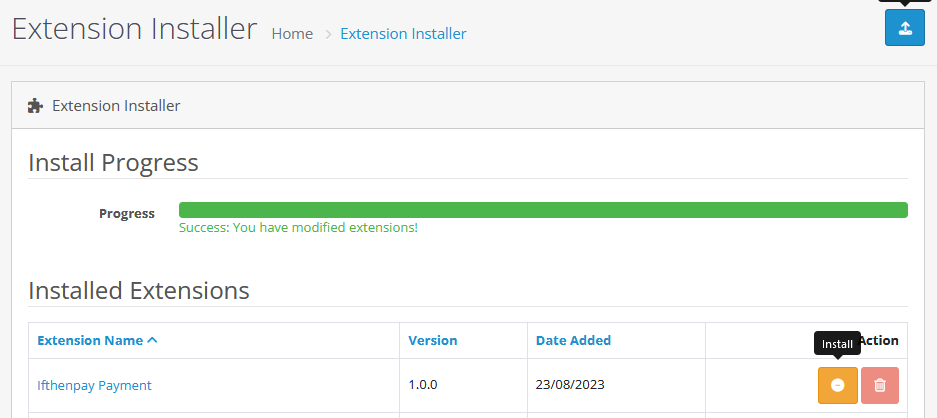 Extension Installer Home > Extension Installer
Extension Installer
Install Progress
Progress
Success: You have modified extensions!
Installed Extensions
Extension Name Version Date Added Action
Install
Ifthenpay Payment 1.0.0 23/08/2023